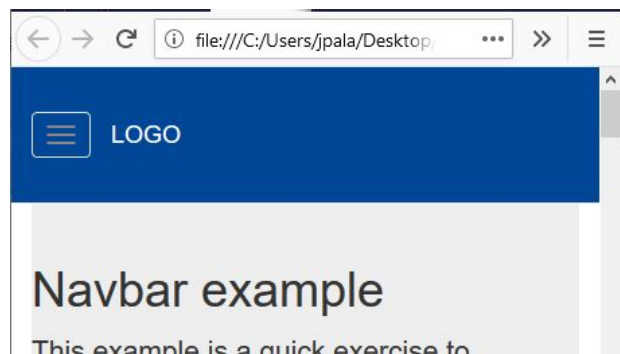 file:///C:/Users/jpala/Desktop/
LOGO
Navbar example
This example is a quick exercise to